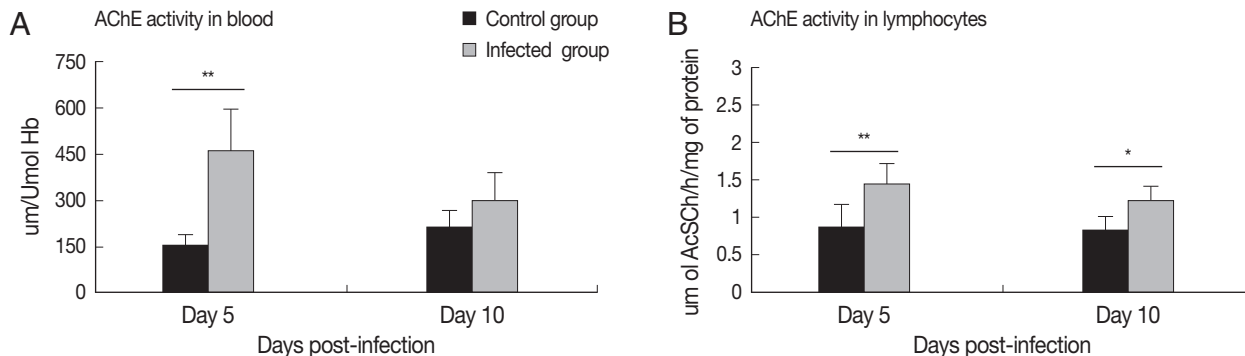 A
AChE activity in blood
Control group
Infected group
um/Umol Hb
750
600
450
300
150
0
**
Day 5
Day 10
Days post-infection
B
AChE activity in lymphocytes
um ol AcSCh/h/mg of protein
3
2.5
2
1.5
1
0.5
0
**
*
Day 5
Day 10
Days post-infection